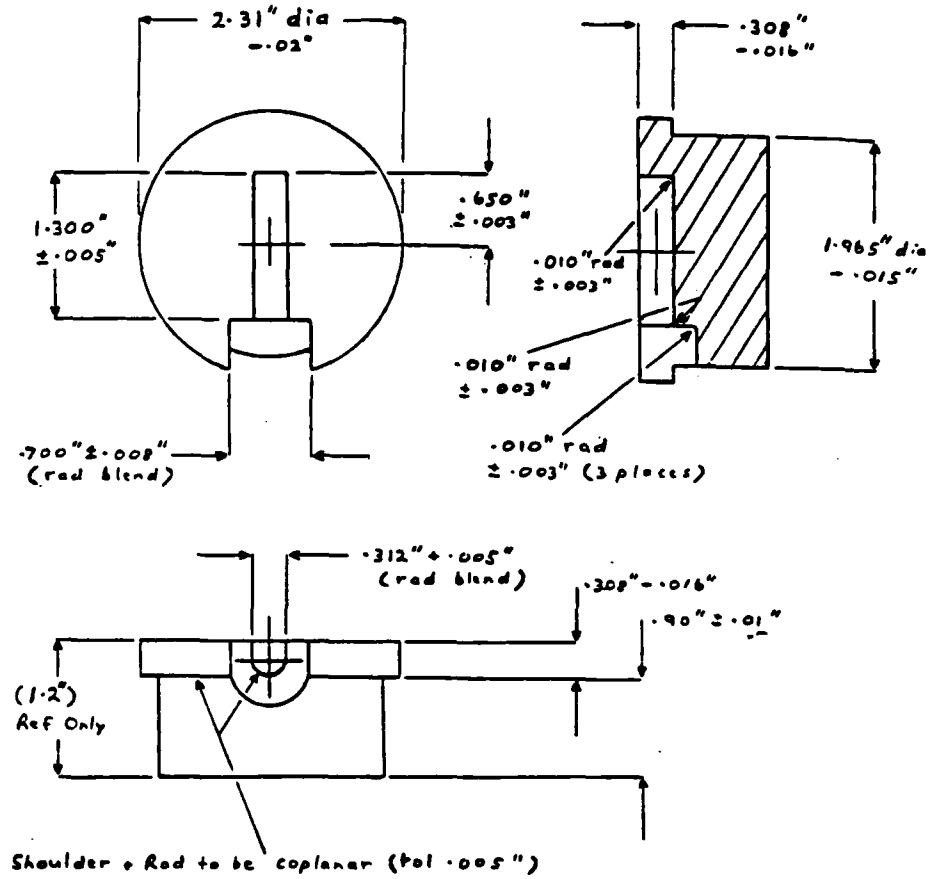 2.31" dia
-.02"
.308"
-.016"
1.300"
±.005"
.650"
±.003"
.010" rad
±.003"
1.965" dia
-.015"
.010" rad
±.003"
.700" ±.008"
(rad blend)
.010" rad
±.003" (3 places)
.312" +.005"
(rad blend)
.308" -.016"
.90" ±.01"
(1.2")
Ref Only
Shoulder + Rad to be coplanar (tol .005")